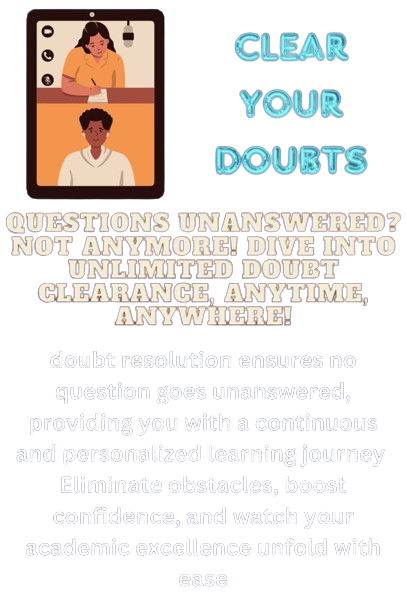 CLEAR
YOUR
DOUBTS
QUESTIONS UNANSWERED?
NOT ANYMORE! DIVE INTO
UNLIMITED DOUBT
CLEARANCE, ANYTIME,
ANYWHERE!
doubt resolution ensures no
question goes unanswered,
providing you with a continuous
and personalized learning journey
Eliminate obstacles, boost
confidence, and watch your
academic excellence unfold with
ease